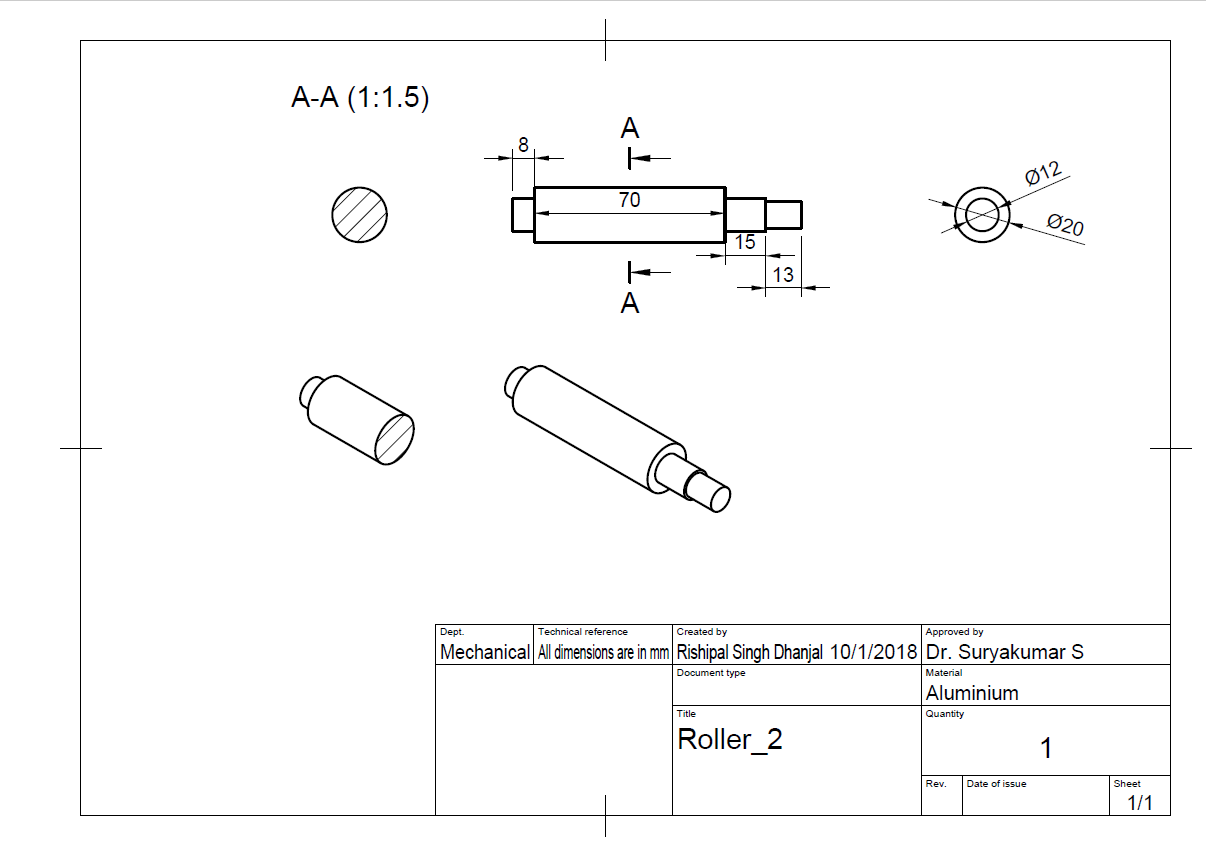 A-A (1:1.5)
A
8
70
15
13
A
Ø12
Ø20
Dept.
Technical reference
Created by
Approved by
Mechanical
All dimensions are in mm
Rishipal Singh Dhanjal 10/1/2018
Dr. Suryakumar S
Document type
Material
Aluminium
Title
Quantity
Roller_2
1
Rev.
Date of issue
Sheet
1/1